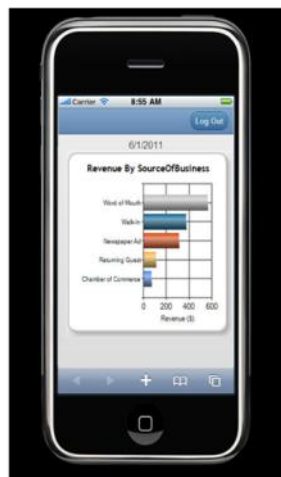 Carrier 8:55 AM
Log Out
6/1/2011
Revenue By SourceOfBusiness
Word of Mouth
Walk-in
Newspaper Ad
Returning Guest
Chamber of Commerce
0 200 400 600
Revenue ($)